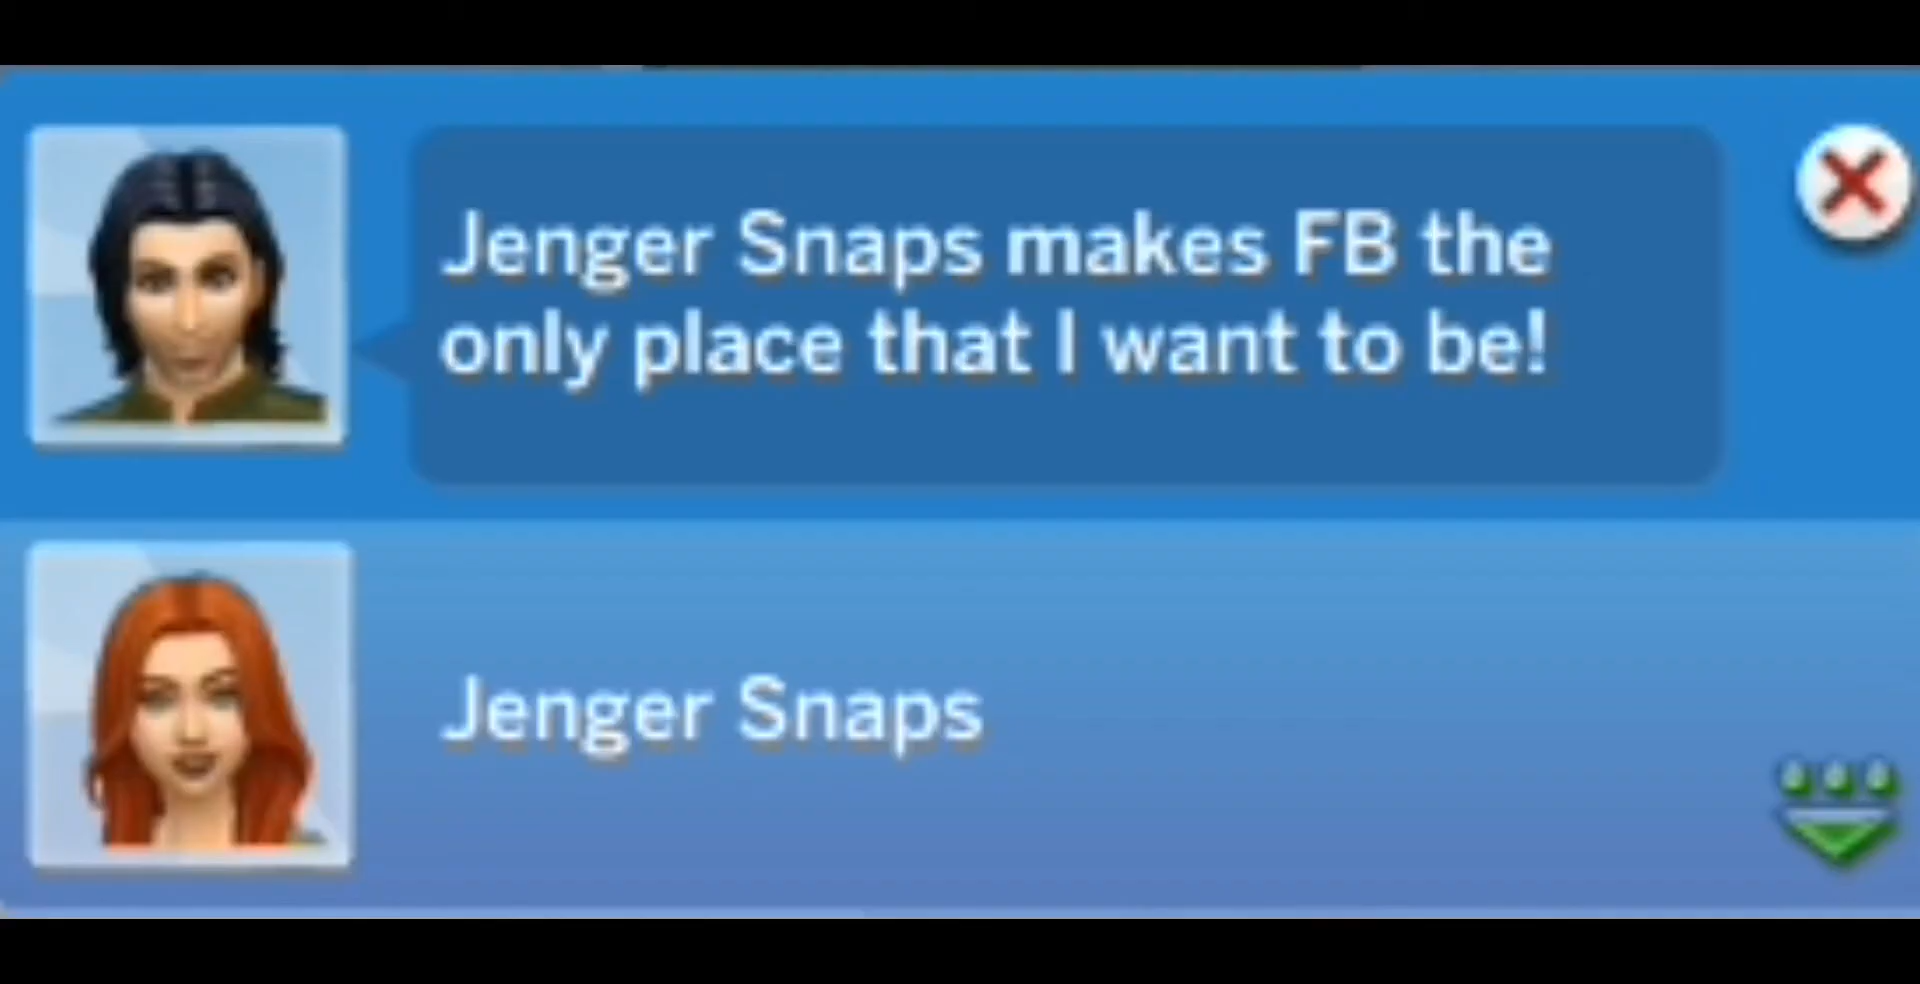 Jenger Snaps makes FB the
only place that I want to be!
Jenger Snaps